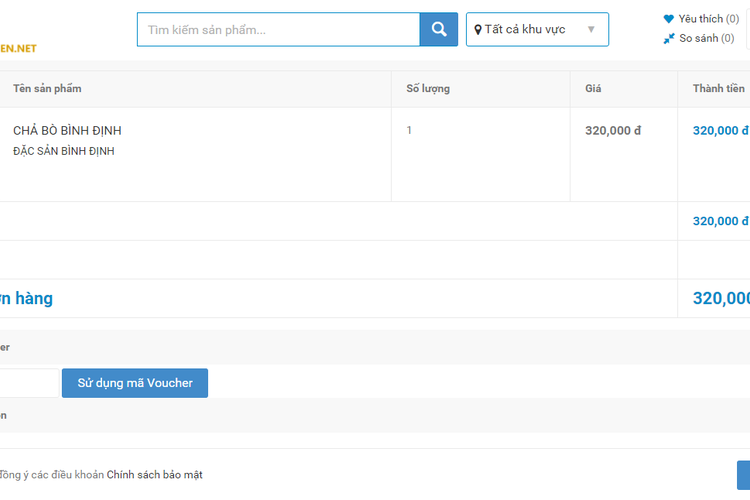 Tìm kiếm sản phẩm...
Tất cả khu vực
Yêu thích (0)
So sánh (0)
EN.NET
Tên sản phẩm
Số lượng
Giá
Thành tiền
CHẢ BÒ BÌNH ĐỊNH
1
320,000 đ
320,000 đ
ĐẶC SẢN BÌNH ĐỊNH
320,000 đ
ơn hàng
320,000
er
Sử dụng mã Voucher
ồng ý các điều khoản Chính sách bảo mật